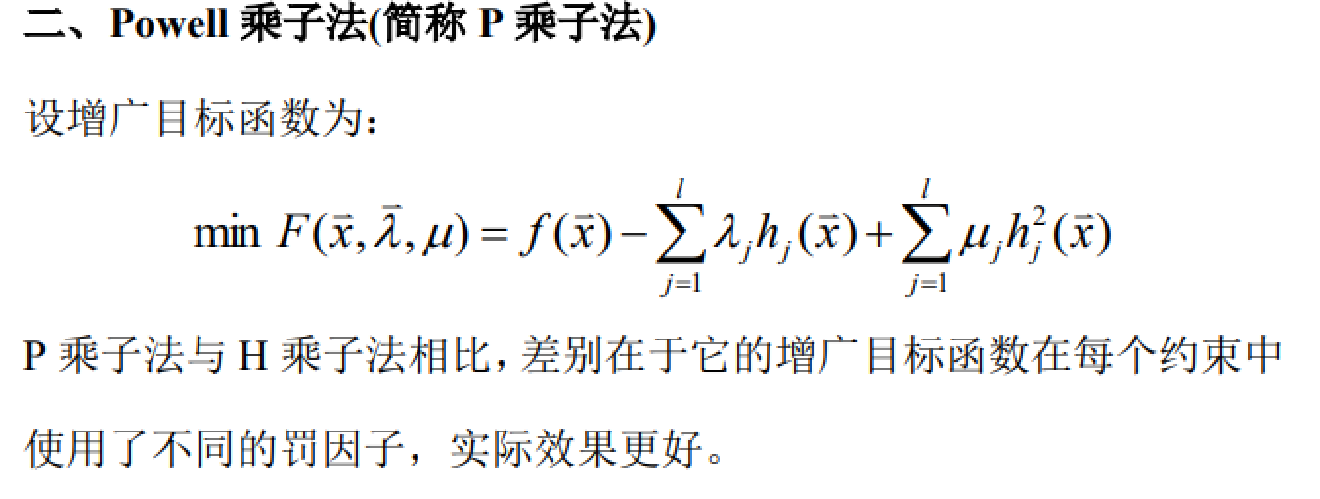 二、Powell 乘子法(简称 P 乘子法)
设增广目标函数为：
$$\min F(\bar{x},\bar{\lambda},\mu)=f(\bar{x})-\sum_{j=1}^{l}\lambda_j h_j(\bar{x})+\sum_{j=1}^{l}\mu_j h_j^2(\bar{x})$$
P 乘子法与 H 乘子法相比，差别在于它的增广目标函数在每个约束中
使用了不同的罚因子，实际效果更好。